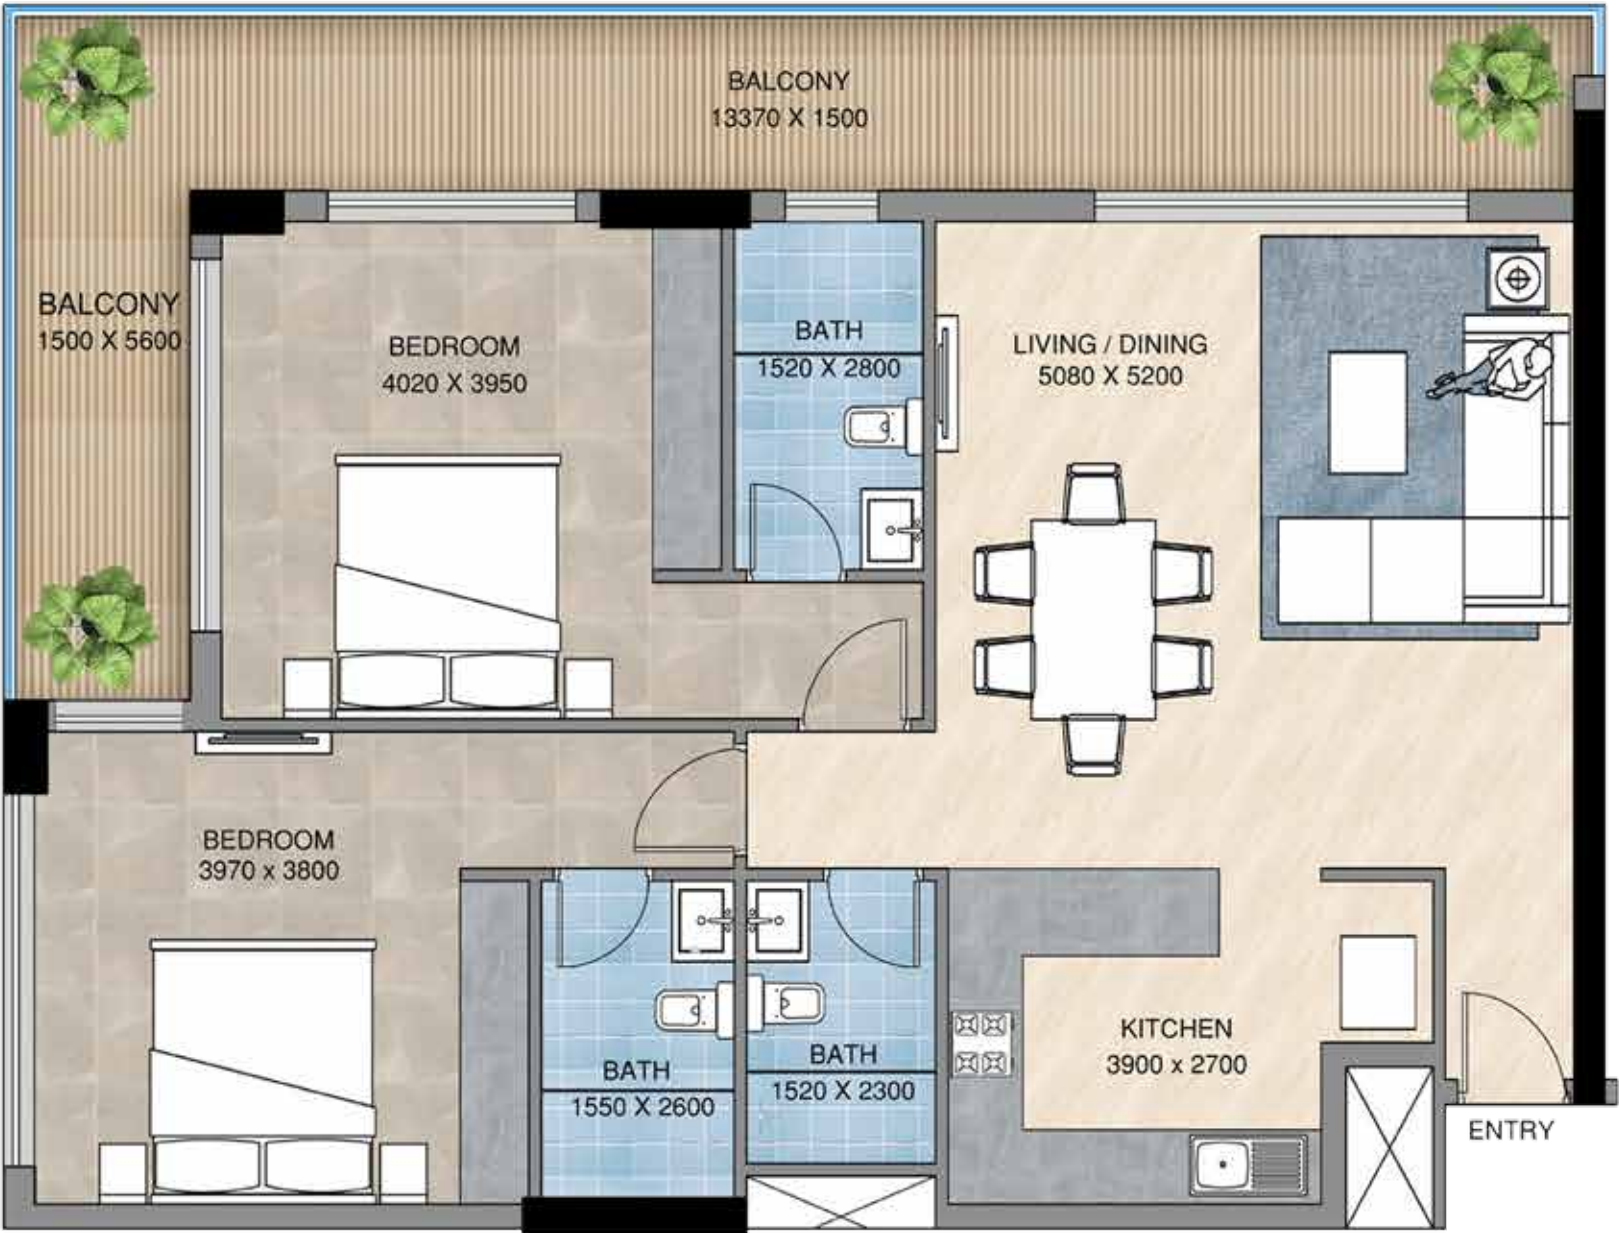 BALCONY
13370 X 1500
BALCONY
1500 X 5600
BEDROOM
4020 X 3950
BATH
1520 X 2800
LIVING / DINING
5080 X 5200
BEDROOM
3970 x 3800
BATH
1550 X 2600
BATH
1520 X 2300
KITCHEN
3900 x 2700
ENTRY